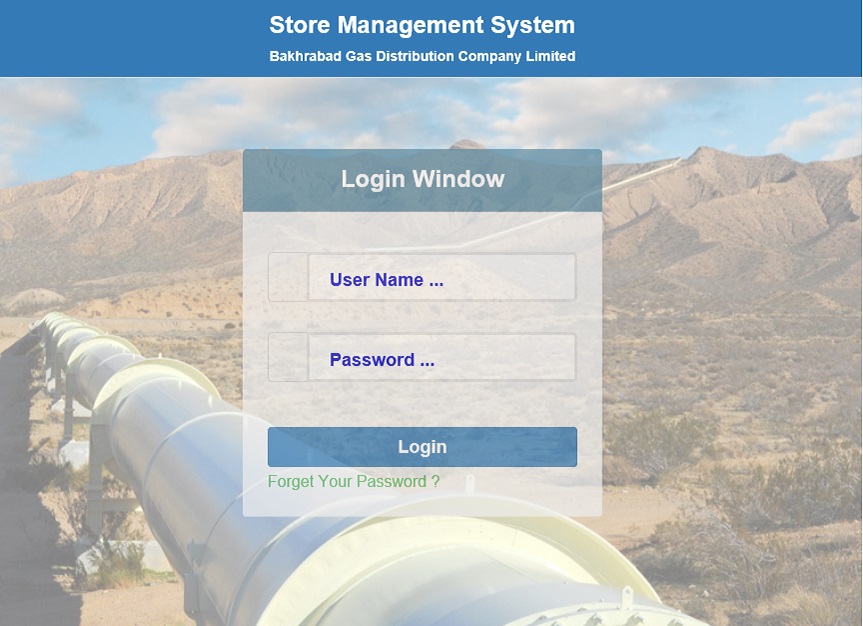 Store Management System
Bakhrabad Gas Distribution Company Limited
Login Window
User Name ...
Password ...
Login
Forget Your Password ?